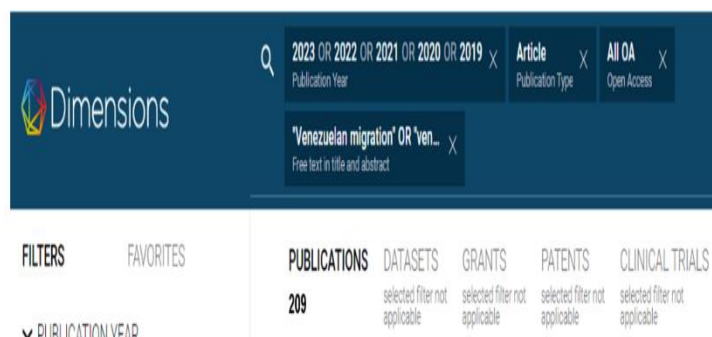 2023 OR 2022 OR 2021 OR 2020 OR 2019 X
Publication Year
Article X
Publication Type
All OA X
Open Access
Dimensions
"Venezuelan migration" OR "ven... X
Free text in title and abstract
FILTERS
FAVORITES
PUBLICATIONS
209
DATASETS
selected filter not
applicable
GRANTS
selected filter not
applicable
PATENTS
selected filter not
applicable
CLINICAL TRIALS
selected filter not
applicable
PUBLICATION YEAR